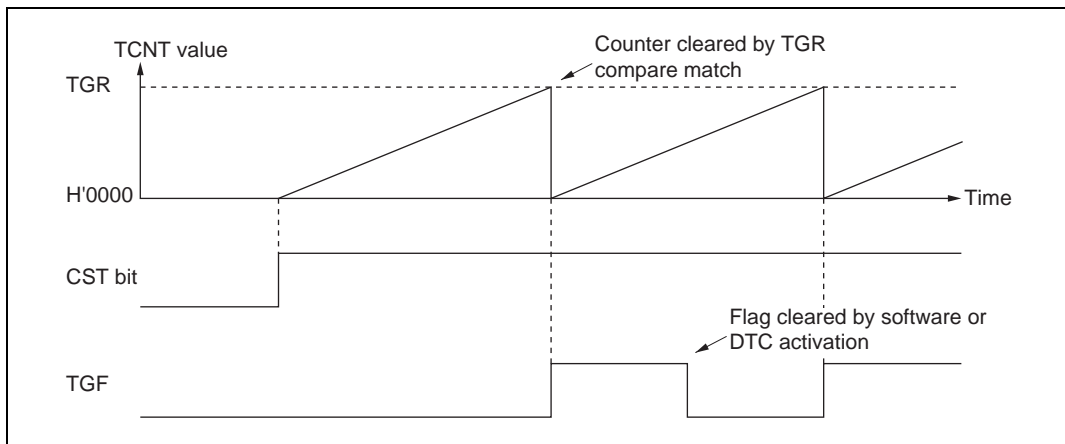 TCNT value
Counter cleared by TGR
compare match
TGR
H'0000
Time
CST bit
Flag cleared by software or
DTC activation
TGF